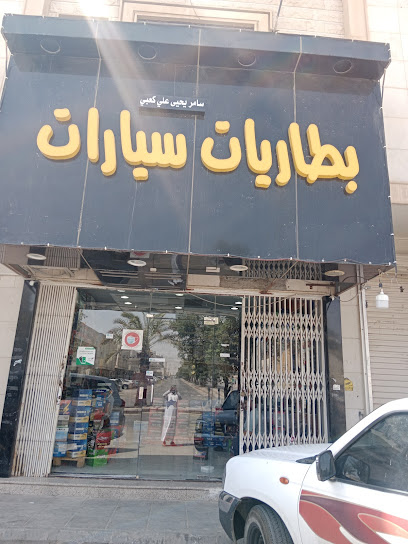 سامر يحيى علي كعبي
بطاريات سيارات